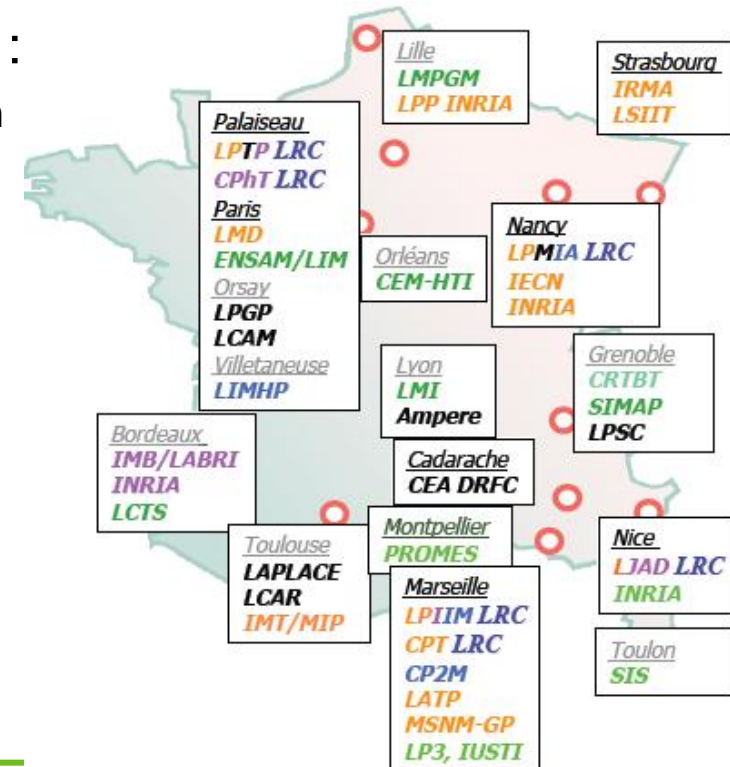 :
n
Lille
LMPGM
LPP INRIA
Strasbourg
IRMA
LSIIT
Palaiseau
LPTP LRC
CPhT LRC
Paris
LMD
ENSAM/LIM
Orsay
LPGP
LCAM
Villetaneuse
LIMHP
Orléans
CEM-HTI
Nancy
LPMIA LRC
IECN
INRIA
Lyon
LMI
Ampere
Grenoble
CRTBT
SIMAP
LPSC
Bordeaux
IMB/LABRI
INRIA
LCTS
Cadarache
CEA DRFC
Toulouse
LAPLACE
LCAR
IMT/MIP
Montpellier
PROMES
Marseille
LPIIM LRC
CPT LRC
CP2M
LATP
MSNM-GP
LP3, IUSTI
Nice
LJAD LRC
INRIA
Toulon
SIS